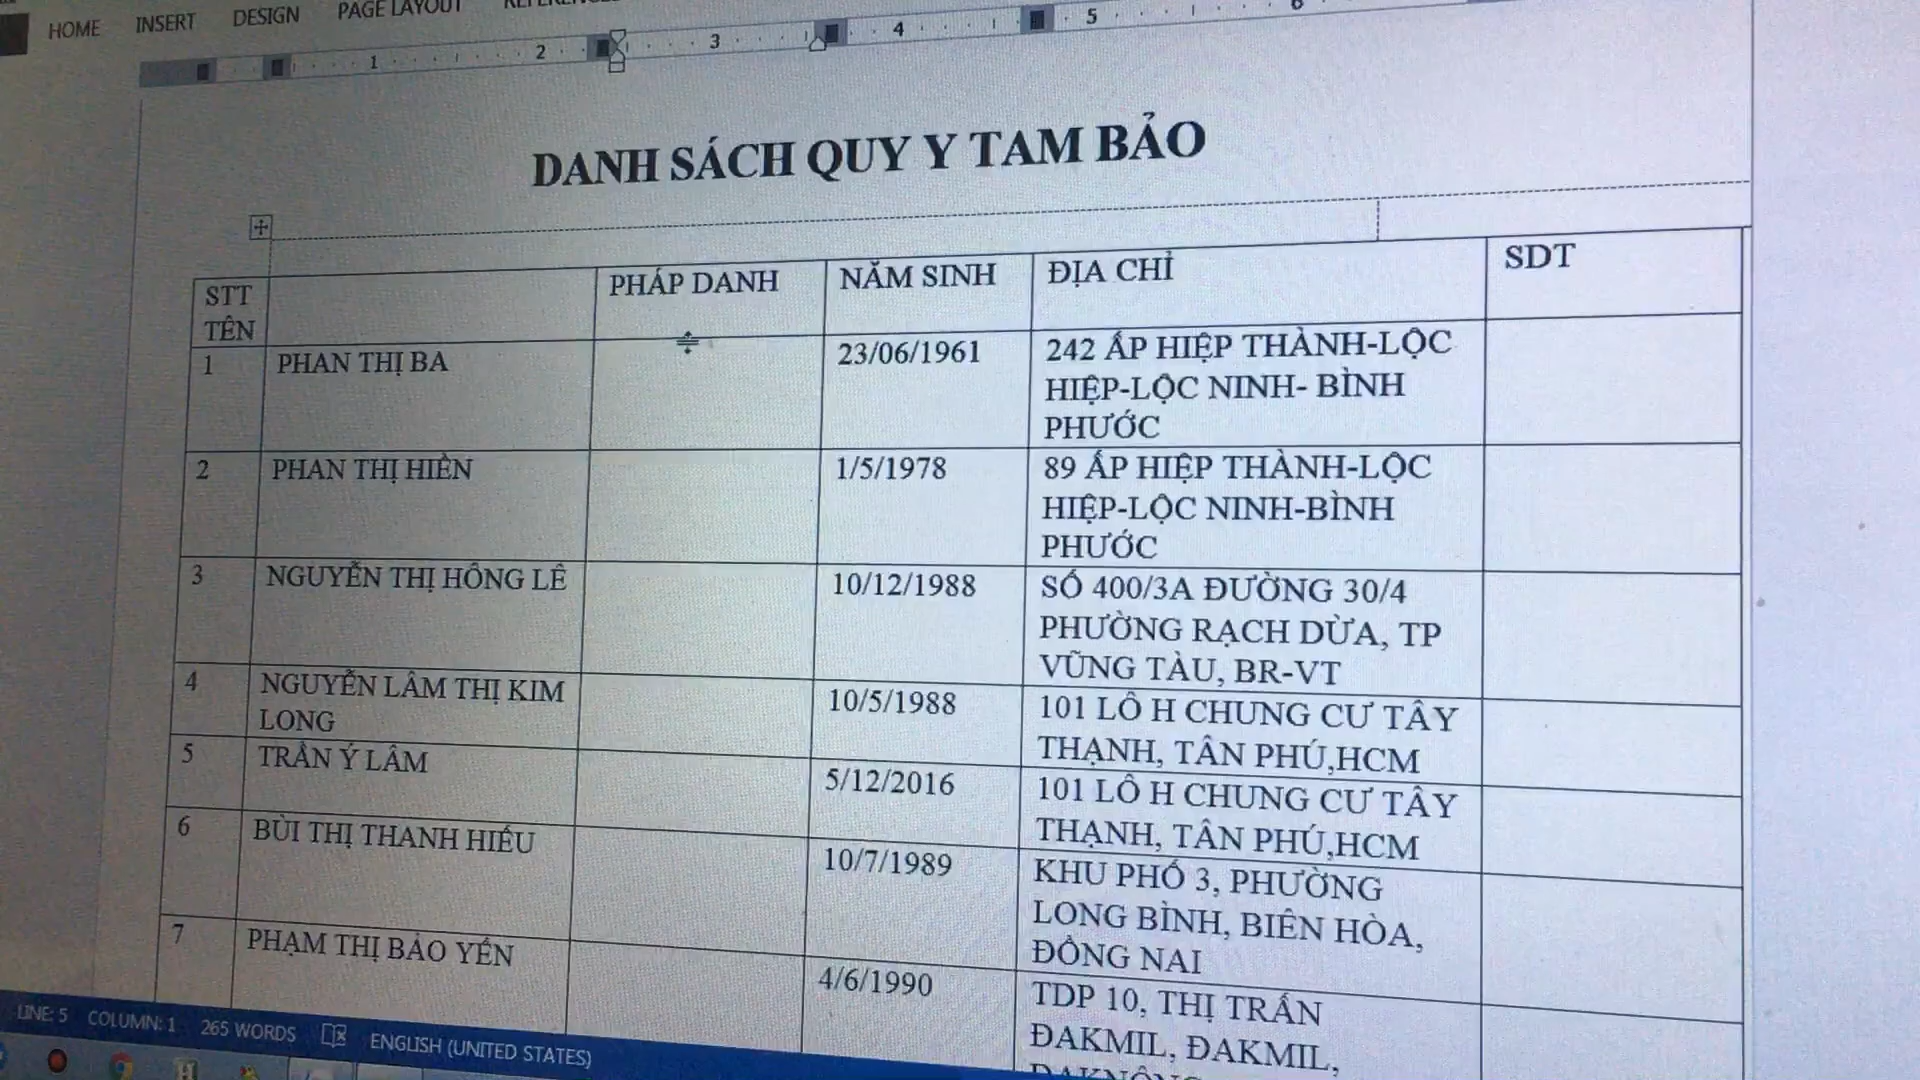 HOME INSERT DESIGN PAGE LAYOUT
1 2 3 4 5 6
DANH SÁCH QUY Y TAM BẢO
STT TÊN PHÁP DANH NĂM SINH ĐỊA CHỈ SDT
1 PHAN THỊ BA 23/06/1961 242 ẤP HIỆP THÀNH-LỘC
HIỆP-LỘC NINH- BÌNH
PHƯỚC
2 PHAN THỊ HIỀN 1/5/1978 89 ẤP HIỆP THÀNH-LỘC
HIỆP-LỘC NINH-BÌNH
PHƯỚC
3 NGUYỄN THỊ HỒNG LÊ 10/12/1988 SỐ 400/3A ĐƯỜNG 30/4
PHƯỜNG RẠCH DỪA, TP
VŨNG TÀU, BR-VT
4 NGUYỄN LÂM THỊ KIM
LONG 10/5/1988 101 LÔ H CHUNG CƯ TÂY
THẠNH, TÂN PHÚ,HCM
5 TRẦN Ý LÂM 5/12/2016 101 LÔ H CHUNG CƯ TÂY
THẠNH, TÂN PHÚ,HCM
6 BÙI THỊ THANH HIẾU 10/7/1989 KHU PHỐ 3, PHƯỜNG
LONG BÌNH, BIÊN HÒA,
ĐỒNG NAI
7 PHẠM THỊ BẢO YẾN 4/6/1990 TDP 10, THỊ TRẤN
ĐAKMIL, ĐAKMIL,
LINE: 5 COLUMN: 1 265 WORDS ENGLISH (UNITED STATES)